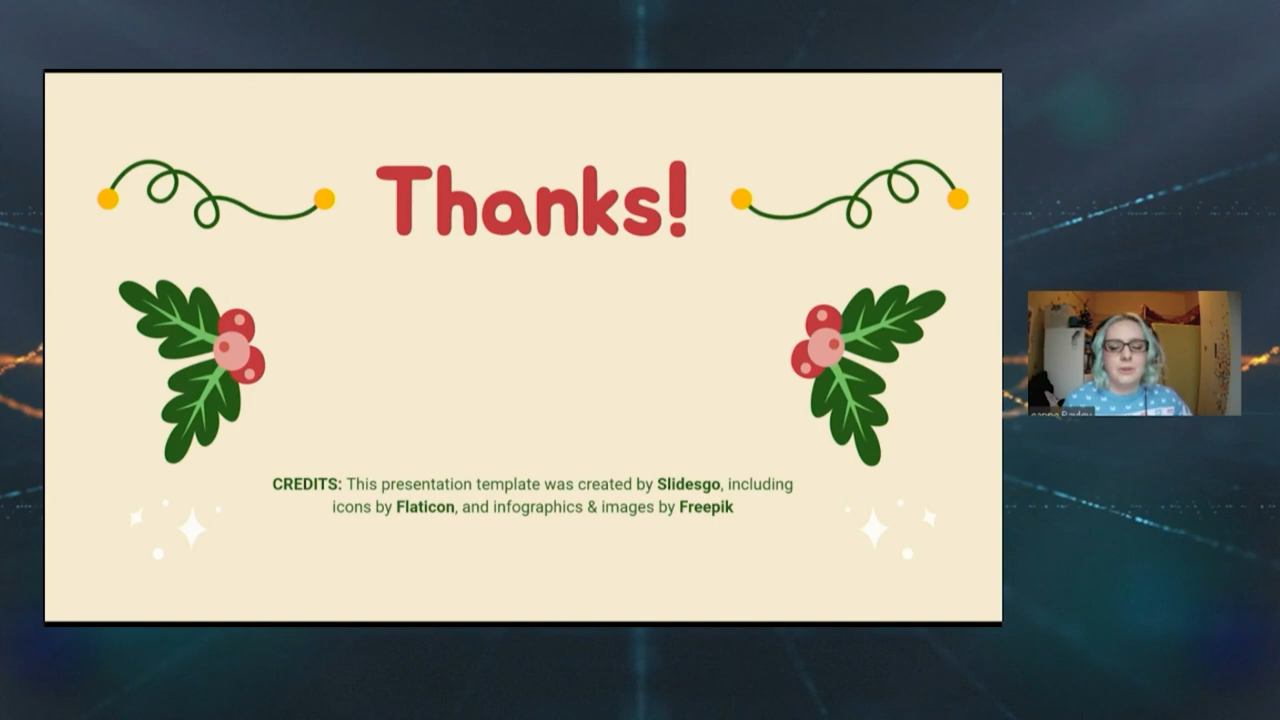 Thanks!
CREDITS: This presentation template was created by Slidesgo, including
icons by Flaticon, and infographics & images by Freepik